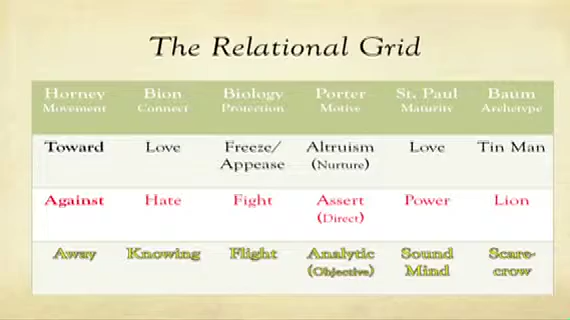 The Relational Grid
Horney Bion Biology Porter St. Paul Baum
Movement Connect Protection Motive Maturity Archetype
Toward Love Freeze/ Altruism Love Tin Man
Appease (Nurture)
Against Hate Fight Assert Power Lion
(Direct)
Away Knowing Flight Analytic Sound Scare-
(Objective) Mind crow